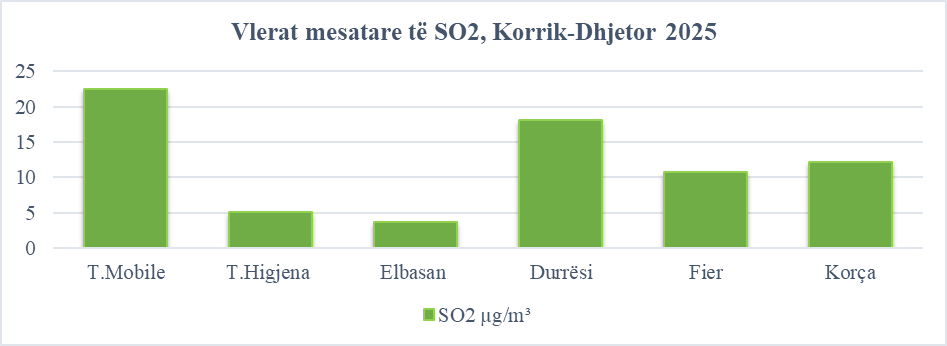 Vlerat mesatare të SO2, Korrik-Dhjetor 2025
25
20
15
10
5
0
T.Mobile T.Higjena Elbasan Durrësi Fier Korça
SO2 µg/m³